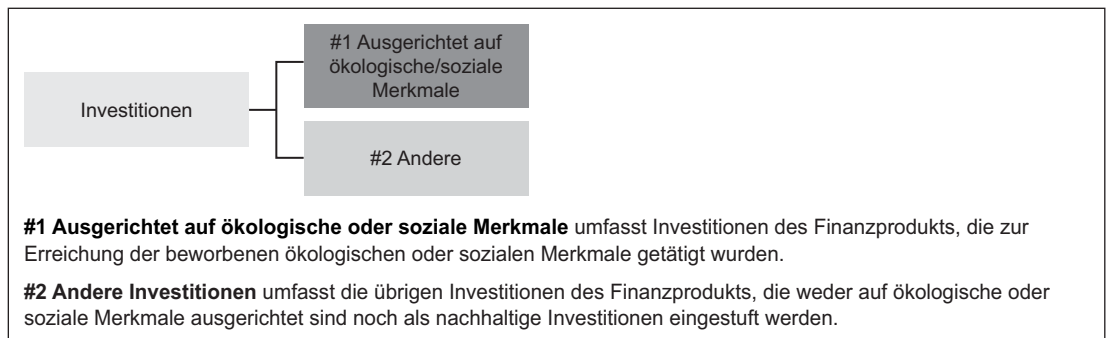 #1 Ausgerichtet auf
ökologische/soziale
Merkmale
Investitionen
#2 Andere
#1 Ausgerichtet auf ökologische oder soziale Merkmale umfasst Investitionen des Finanzprodukts, die zur
Erreichung der beworbenen ökologischen oder sozialen Merkmale getätigt wurden.
#2 Andere Investitionen umfasst die übrigen Investitionen des Finanzprodukts, die weder auf ökologische oder
soziale Merkmale ausgerichtet sind noch als nachhaltige Investitionen eingestuft werden.